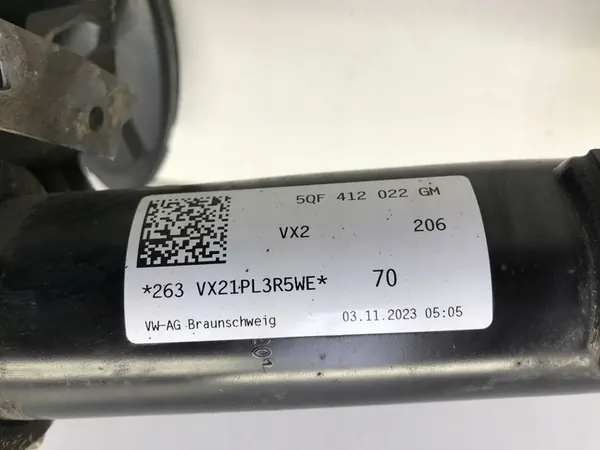 5QF 412 022 GM
VX2 206
*263 VX21PL3R5WE* 70
VW-AG Braunschweig 03.11.2023 05:05